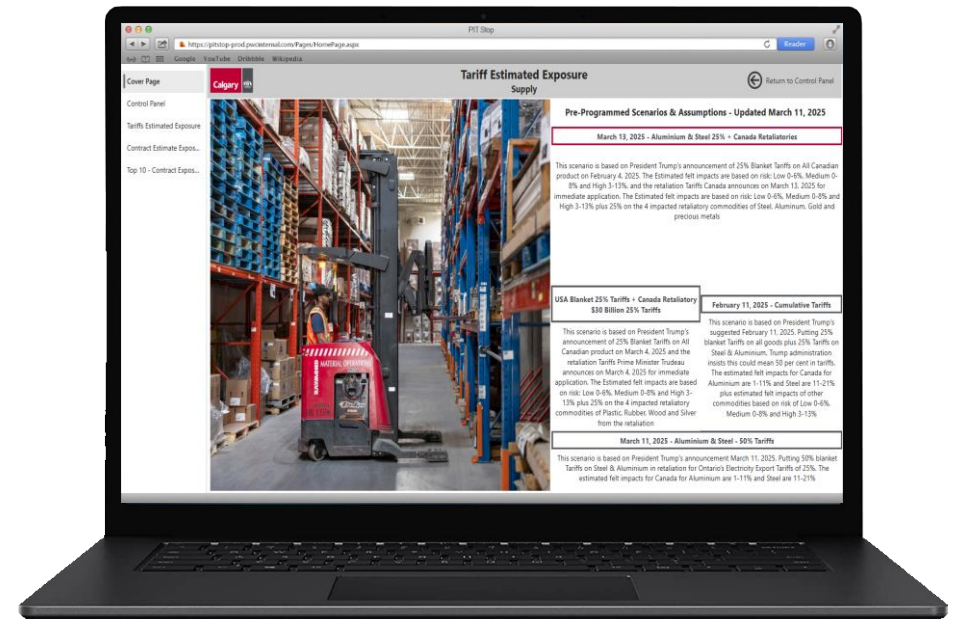 PIT Stop
https://pitstop-prod.pwcinternal.com/Pages/HomePage.aspx
Reader
Google YouTube Dribbble Wikipedia
Cover Page
Control Panel
Tariffs Estimated Exposure
Contract Estimate Expos...
Top 10 - Contract Expos...
Calgary
Tariff Estimated Exposure
Supply
Return to Control Panel
Pre-Programmed Scenarios & Assumptions - Updated March 11, 2025
March 13, 2025 - Aluminium & Steel 25% + Canada Retaliatories
This scenario is based on President Trump's announcement of 25% Blanket Tariffs on All Canadian
product on February 4, 2025. The Estimated felt impacts are based on risk: Low 0-6%, Medium 0-
8% and High 3-13%, and the retaliation Tariffs Canada announces on March 13, 2025 for
immediate application. The Estimated felt impacts are based on risk: Low 0-6%, Medium 0-8% and
High 3-13% plus 25% on the 4 impacted retaliatory commodities of Steel, Aluminum, Gold and
precious metals
USA Blanket 25% Tariffs + Canada Retaliatory
$30 Billion 25% Tariffs
This scenario is based on President Trump's
announcement of 25% Blanket Tariffs on All
Canadian product on March 4, 2025 and the
retaliation Tariffs Prime Minister Trudeau
announces on March 4, 2025 for immediate
application. The Estimated felt impacts are based
on risk: Low 0-6%, Medium 0-8% and High 3-
13% plus 25% on the 4 impacted retaliatory
commodities of Plastic, Rubber, Wood and Silver
from the retaliation
February 11, 2025 - Cumulative Tariffs
This scenario is based on President Trump's
suggested February 11, 2025. Putting 25%
blanket Tariffs on all goods plus 25% Tariffs on
Steel & Aluminium, Trump administration
insists this could mean 50 per cent in tariffs.
The estimated felt impacts for Canada for
Aluminium are 1-11% and Steel are 11-21%
plus estimated felt impacts of other
commodities based on risk of Low 0-6%,
Medium 0-8% and High 3-13%
March 11, 2025 - Aluminium & Steel - 50% Tariffs
This scenario is based on President Trump's announcement March 11, 2025. Putting 50% blanket
Tariffs on Steel & Aluminium in retaliation for Ontario's Electricity Export Tariffs of 25%. The
estimated felt impacts for Canada for Aluminium are 1-11% and Steel are 11-21%
MATERIAL OPERATIONS
RAYMOND